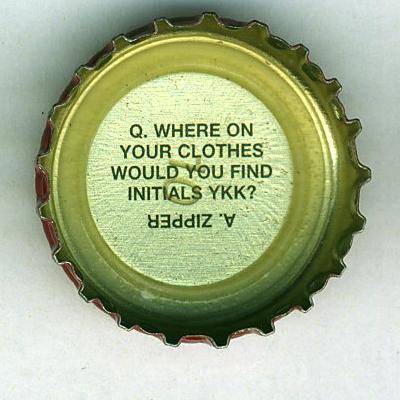 Q. WHERE ON
YOUR CLOTHES
WOULD YOU FIND
INITIALS YKK?
A. ZIPPER